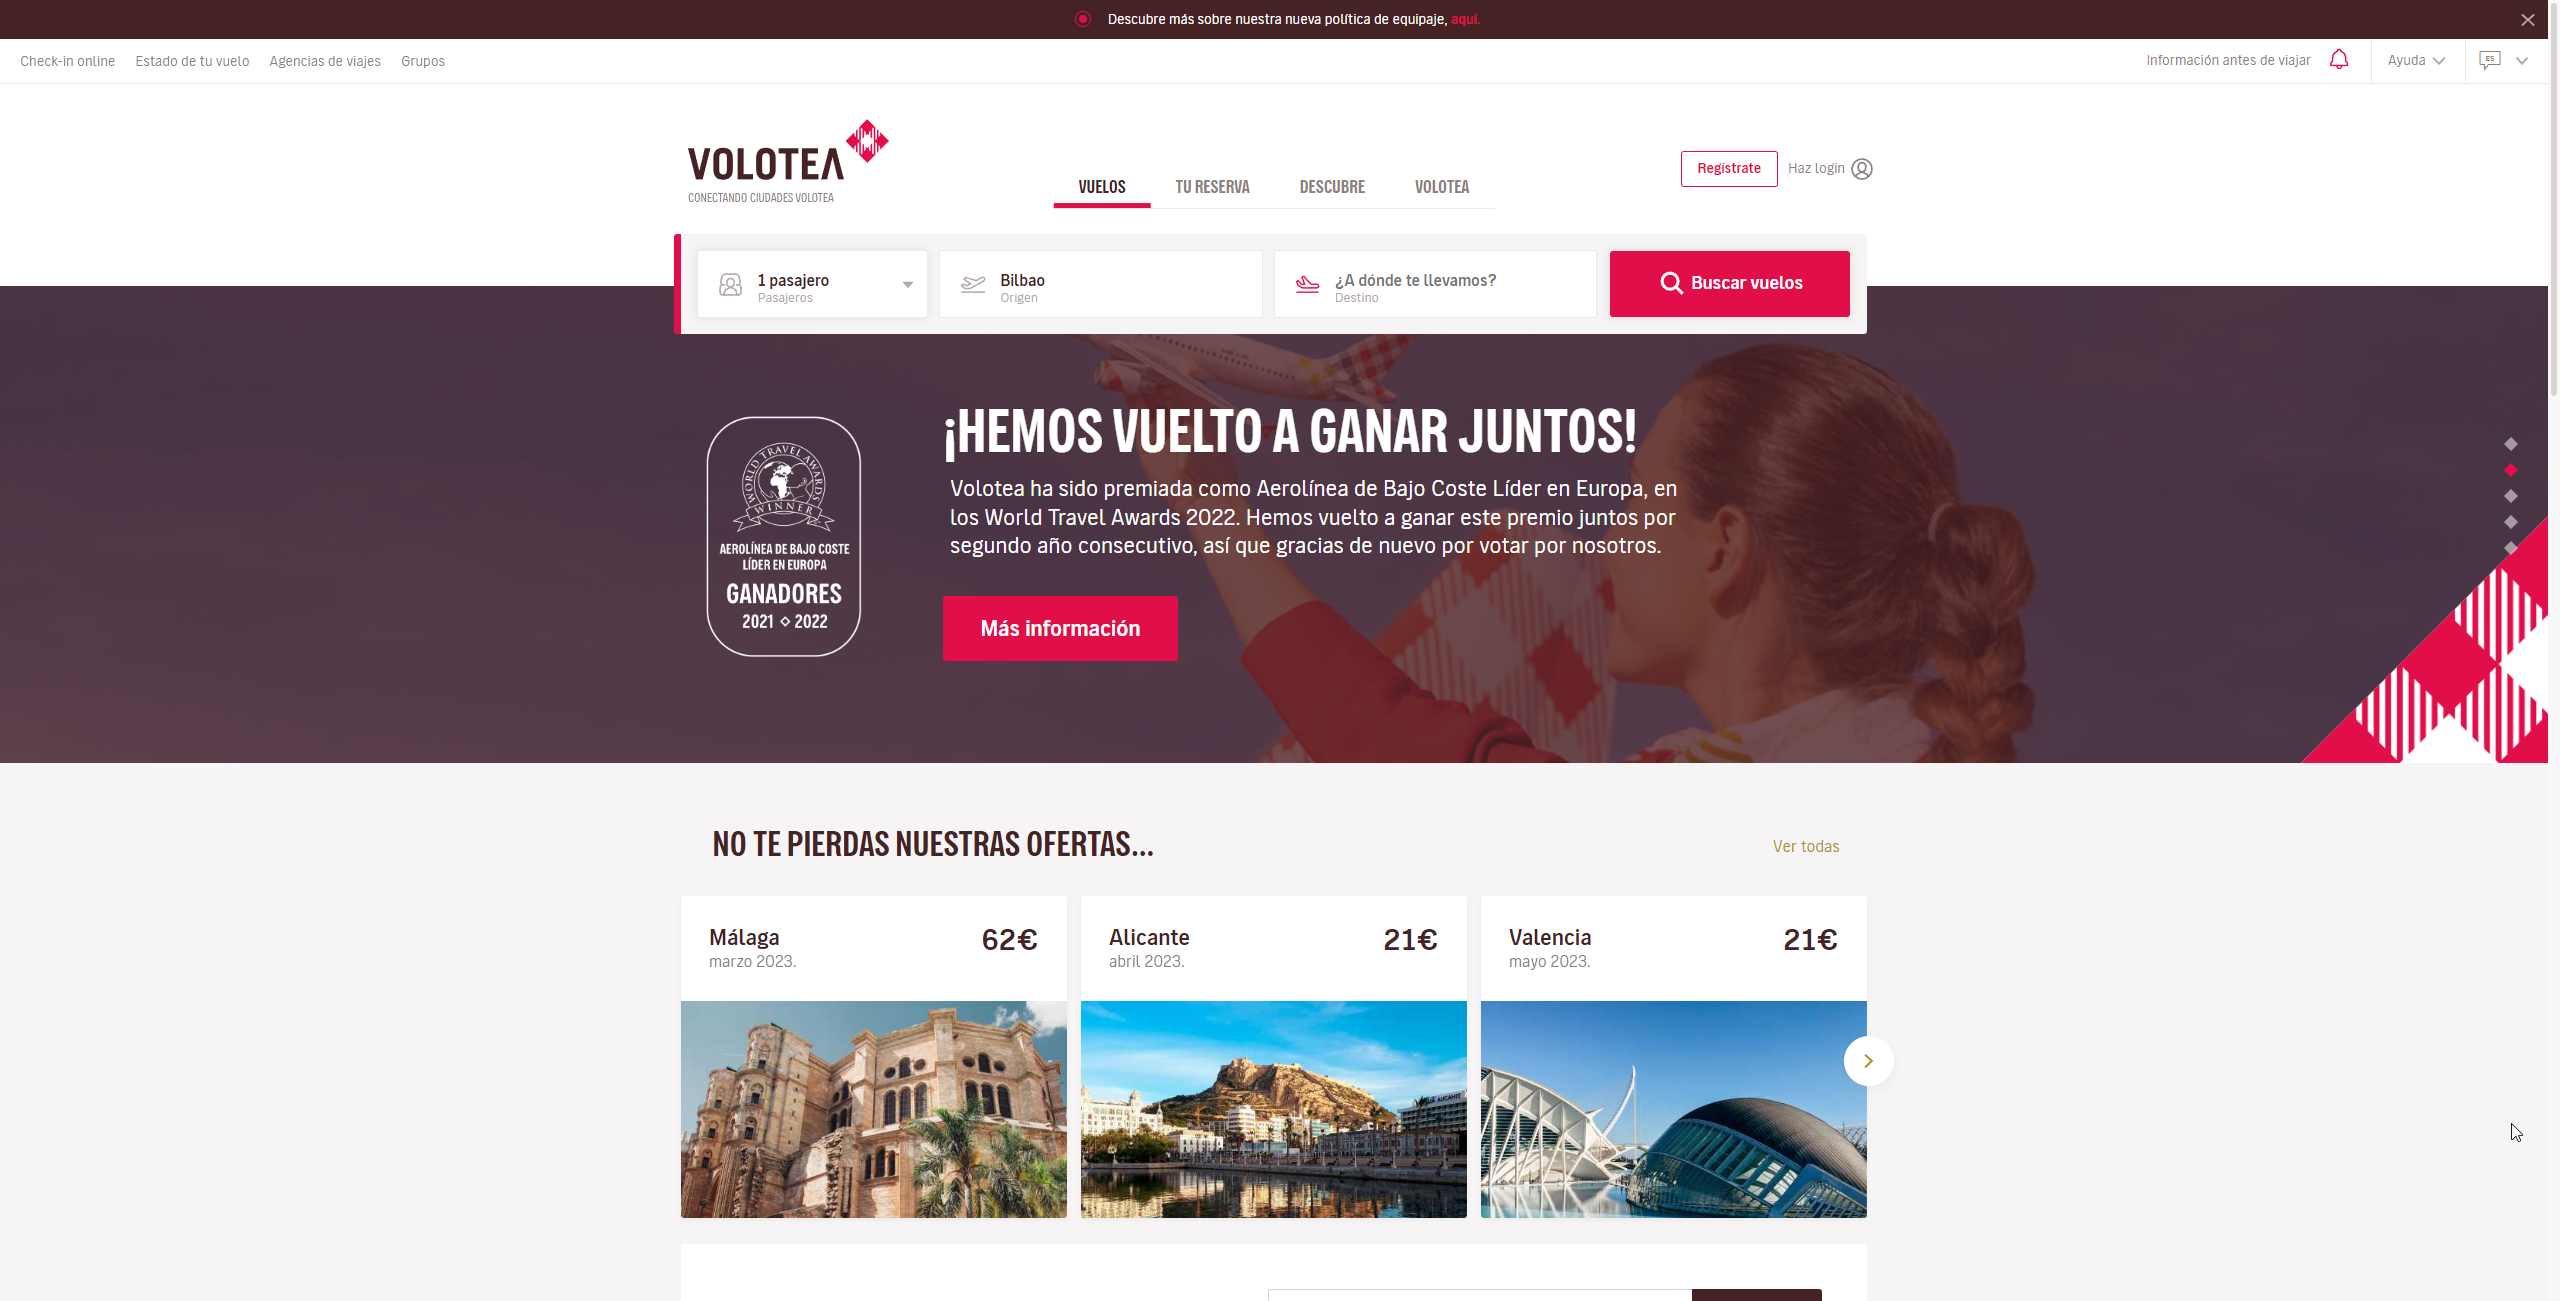 Descubre más sobre nuestra nueva política de equipaje, aquí.
Check-in online
Estado de tu vuelo
Agencias de viajes
Grupos
Información antes de viajar
Ayuda
ES
VOLOTEA
CONECTANDO CIUDADES VOLOTEA
VUELOS
TU RESERVA
DESCUBRE
VOLOTEA
Regístrate
Haz login
1 pasajero
Pasajeros
Bilbao
Origen
¿A dónde te llevamos?
Destino
Buscar vuelos
WORLD TRAVEL AWARDS
WINNER
AEROLÍNEA DE BAJO COSTE
LÍDER EN EUROPA
GANADORES
2021 ◇ 2022
¡HEMOS VUELTO A GANAR JUNTOS!
Volotea ha sido premiada como Aerolínea de Bajo Coste Líder en Europa, en
los World Travel Awards 2022. Hemos vuelto a ganar este premio juntos por
segundo año consecutivo, así que gracias de nuevo por votar por nosotros.
Más información
NO TE PIERDAS NUESTRAS OFERTAS...
Ver todas
Málaga
62€
marzo 2023.
Alicante
21€
abril 2023.
Valencia
21€
mayo 2023.